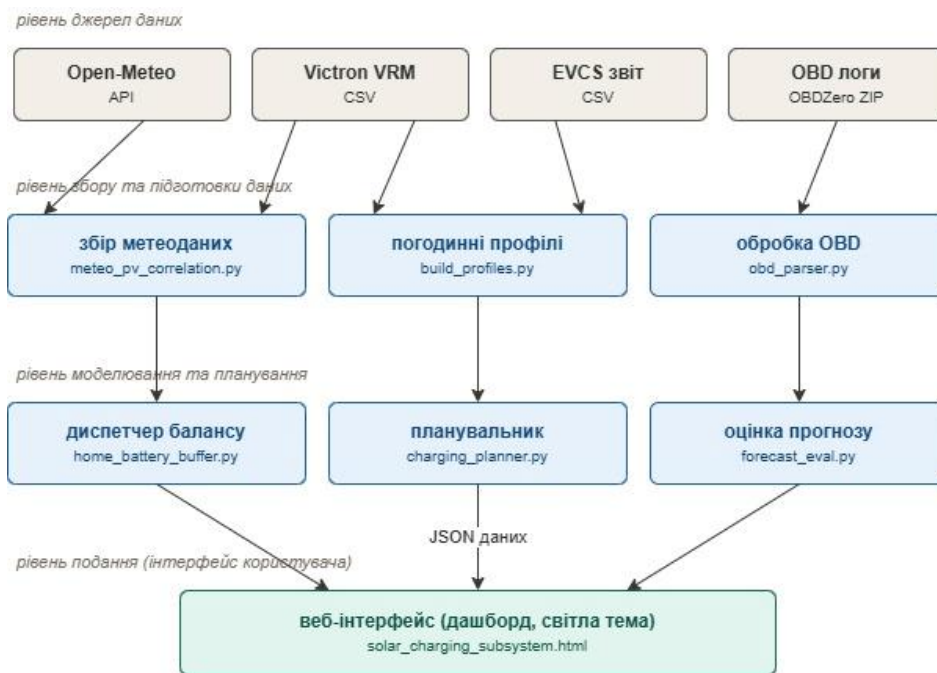 рівень джерел даних
Open-Meteo
API
Victron VRM
CSV
EVCS звіт
CSV
OBD логи
OBDZero ZIP
рівень збору та підготовки даних
збір метеоданих
meteo_pv_correlation.py
погодинні профілі
build_profiles.py
обробка OBD
obd_parser.py
рівень моделювання та планування
диспетчер балансу
home_battery_buffer.py
планувальник
charging_planner.py
оцінка прогнозу
forecast_eval.py
JSON даних
рівень подання (інтерфейс користувача)
веб-інтерфейс (дашборд, світла тема)
solar_charging_subsystem.html